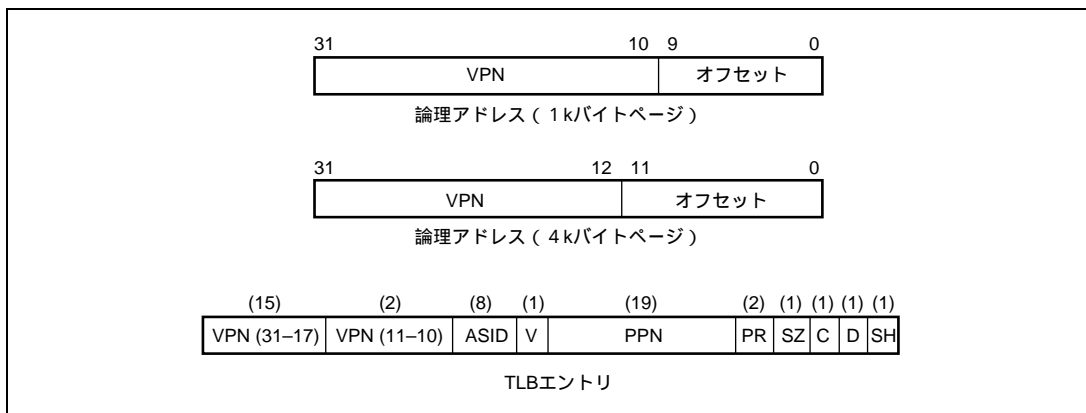 31 10 9 0
VPN オフセット
論理アドレス（1kバイトページ）
31 12 11 0
VPN オフセット
論理アドレス（4kバイトページ）
(15) (2) (8) (1) (19) (2) (1) (1) (1) (1)
VPN (31–17) VPN (11–10) ASID V PPN PR SZ C D SH
TLBエントリ